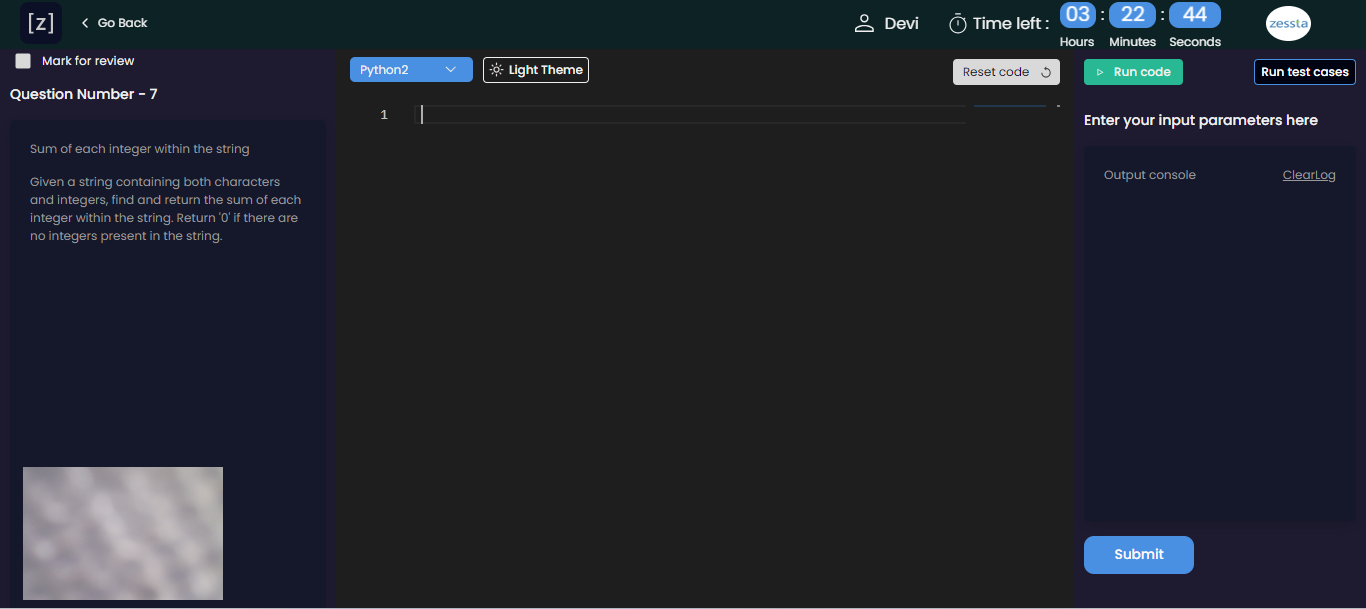 [z]
Go Back
Devi
Time left :
03 : 22 : 44
Hours Minutes Seconds
zessta
Mark for review
Question Number - 7
Sum of each integer within the string
Given a string containing both characters
and integers, find and return the sum of each
integer within the string. Return '0' if there are
no integers present in the string.
Python2
Light Theme
Reset code
1
Run code
Run test cases
Enter your input parameters here
Output console
ClearLog
Submit